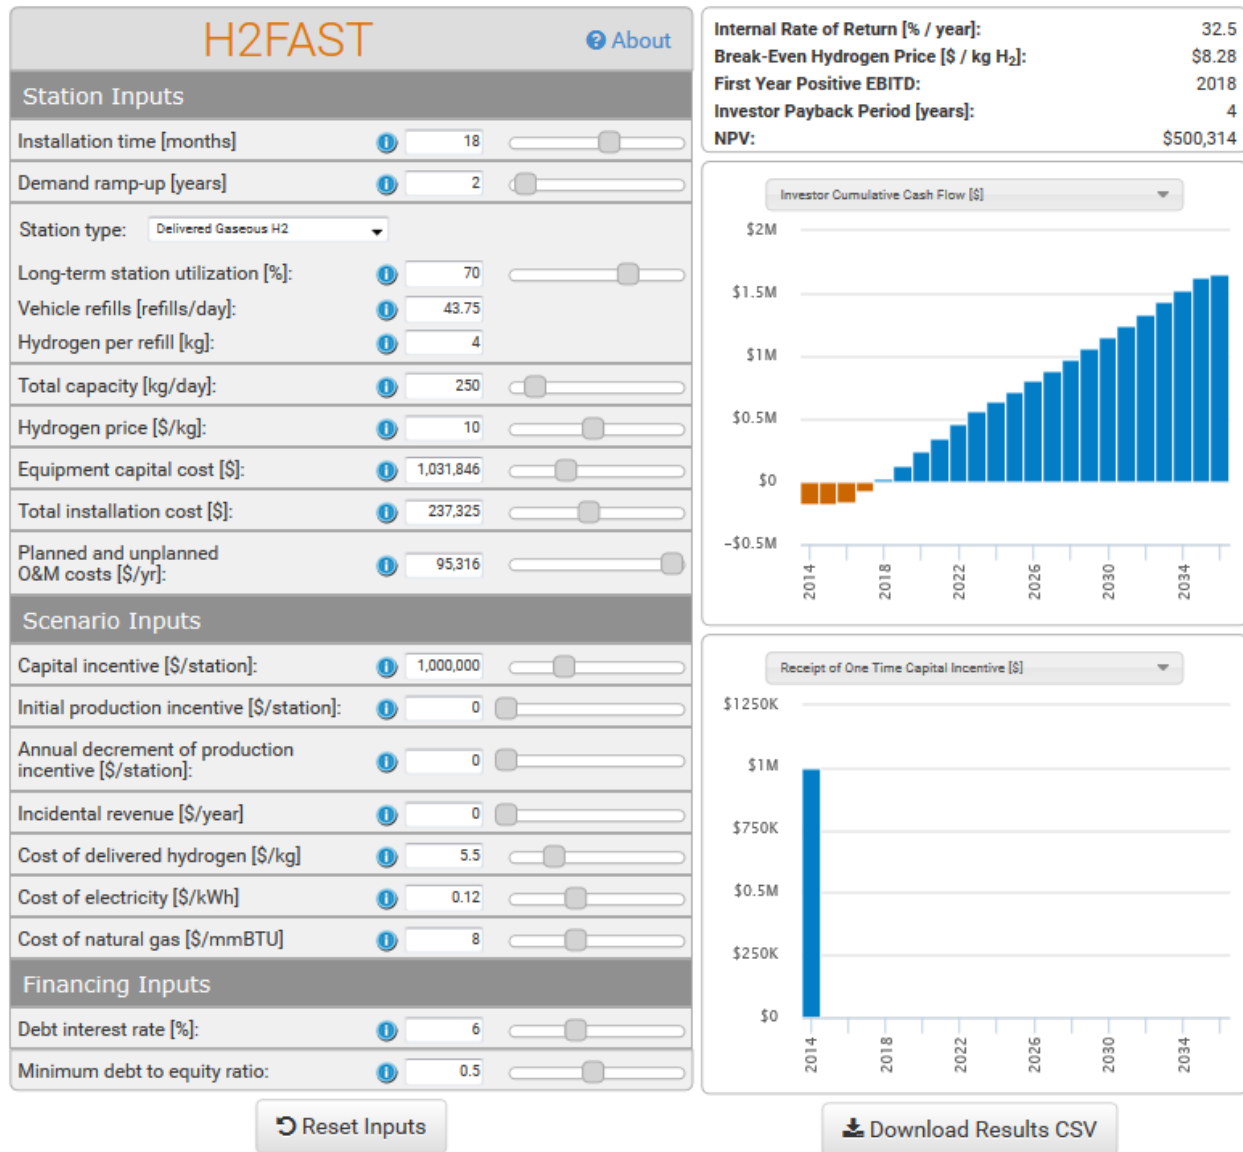 H2FAST
About
Station Inputs
Installation time [months] 18
Demand ramp-up [years] 2
Station type: Delivered Gaseous H2
Long-term station utilization [%]: 70
Vehicle refills [refills/day]: 43.75
Hydrogen per refill [kg]: 4
Total capacity [kg/day]: 250
Hydrogen price [$/kg]: 10
Equipment capital cost [$]: 1,031,846
Total installation cost [$]: 237,325
Planned and unplanned
O&M costs [$/yr]: 95,316
Scenario Inputs
Capital incentive [$/station]: 1,000,000
Initial production incentive [$/station]: 0
Annual decrement of production
incentive [$/station]: 0
Incidental revenue [$/year] 0
Cost of delivered hydrogen [$/kg] 5.5
Cost of electricity [$/kWh] 0.12
Cost of natural gas [$/mmBTU] 8
Financing Inputs
Debt interest rate [%]: 6
Minimum debt to equity ratio: 0.5
Reset Inputs
Internal Rate of Return [% / year]: 32.5
Break-Even Hydrogen Price [$ / kg H₂]: $8.28
First Year Positive EBITD: 2018
Investor Payback Period [years]: 4
NPV: $500,314
Investor Cumulative Cash Flow [$]
$2M
$1.5M
$1M
$0.5M
$0
−$0.5M
2014 2018 2022 2026 2030 2034
Receipt of One Time Capital Incentive [$]
$1250K
$1M
$750K
$0.5M
$250K
$0
2014 2018 2022 2026 2030 2034
Download Results CSV